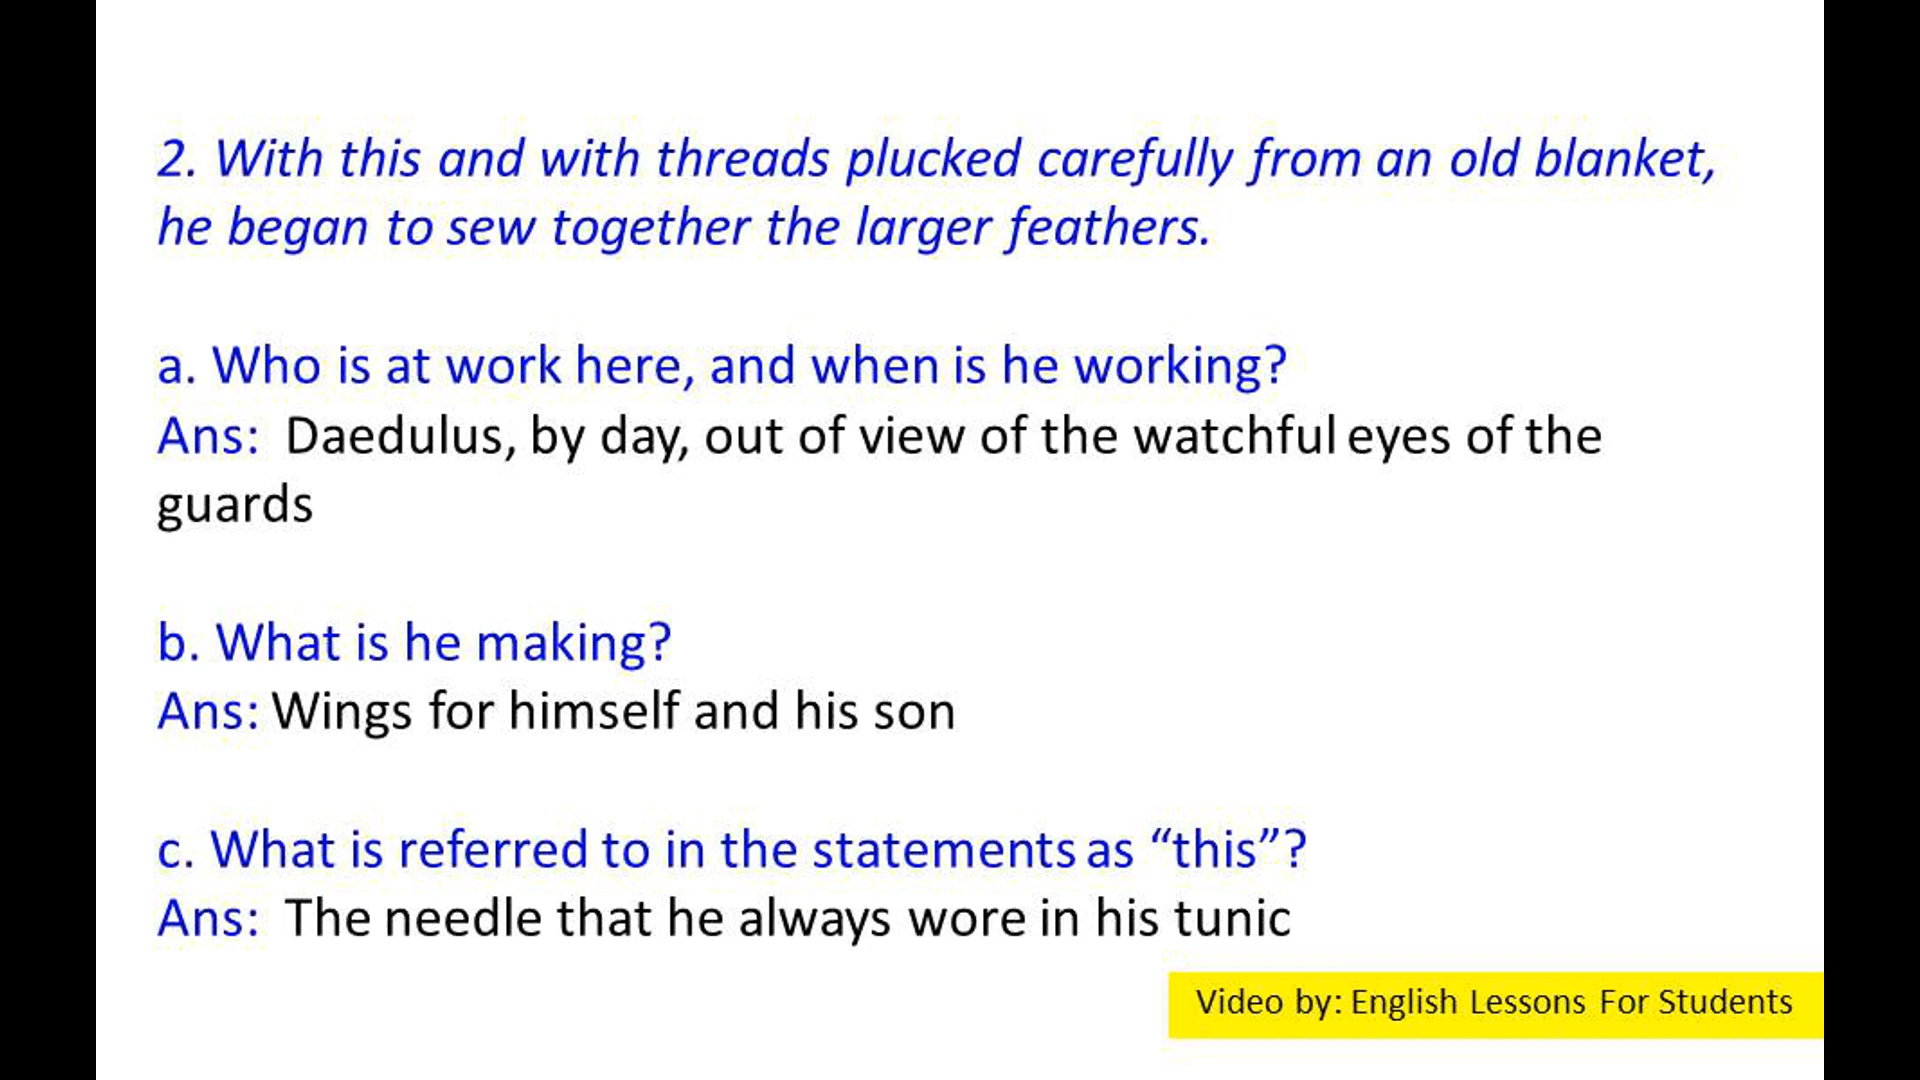 2. With this and with threads plucked carefully from an old blanket,
he began to sew together the larger feathers.
a. Who is at work here, and when is he working?
Ans: Daedulus, by day, out of view of the watchful eyes of the
guards
b. What is he making?
Ans: Wings for himself and his son
c. What is referred to in the statements as “this”?
Ans: The needle that he always wore in his tunic
Video by: English Lessons For Students